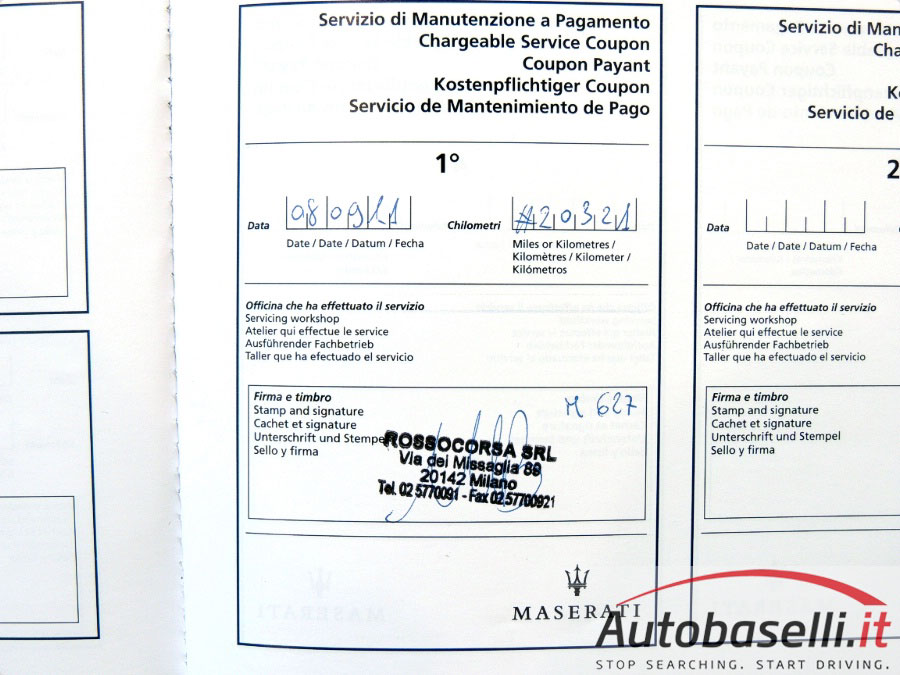 Servizio di Manutenzione a Pagamento
Chargeable Service Coupon
Coupon Payant
Kostenpflichtiger Coupon
Servicio de Mantenimiento de Pago
1°
Data 080911
Date / Date / Datum / Fecha
Chilometri #20321
Miles or Kilometres /
Kilomètres / Kilometer /
Kilómetros
Officina che ha effettuato il servizio
Servicing workshop
Atelier qui effectue le service
Ausführender Fachbetrieb
Taller que ha efectuado el servicio
Firma e timbro
Stamp and signature
Cachet et signature
Unterschrift und Stempel
Sello y firma
M 627
ROSSOCORSA SRL
Via dei Missaglia 89
20142 Milano
Tel. 02 5770091 - Fax 02 57700921
MASERATI
Servizio di Man
Cha
Ko
Servicio de
2
Data
Date / Date / Datum / Fecha
Officina che ha effettuato il servizio
Servicing workshop
Atelier qui effectue le service
Ausführender Fachbetrieb
Taller que ha efectuado el servicio
Firma e timbro
Stamp and signature
Cachet et signature
Unterschrift und Stempel
Sello y firma
Autobaselli.it
STOP SEARCHING. START DRIVING.